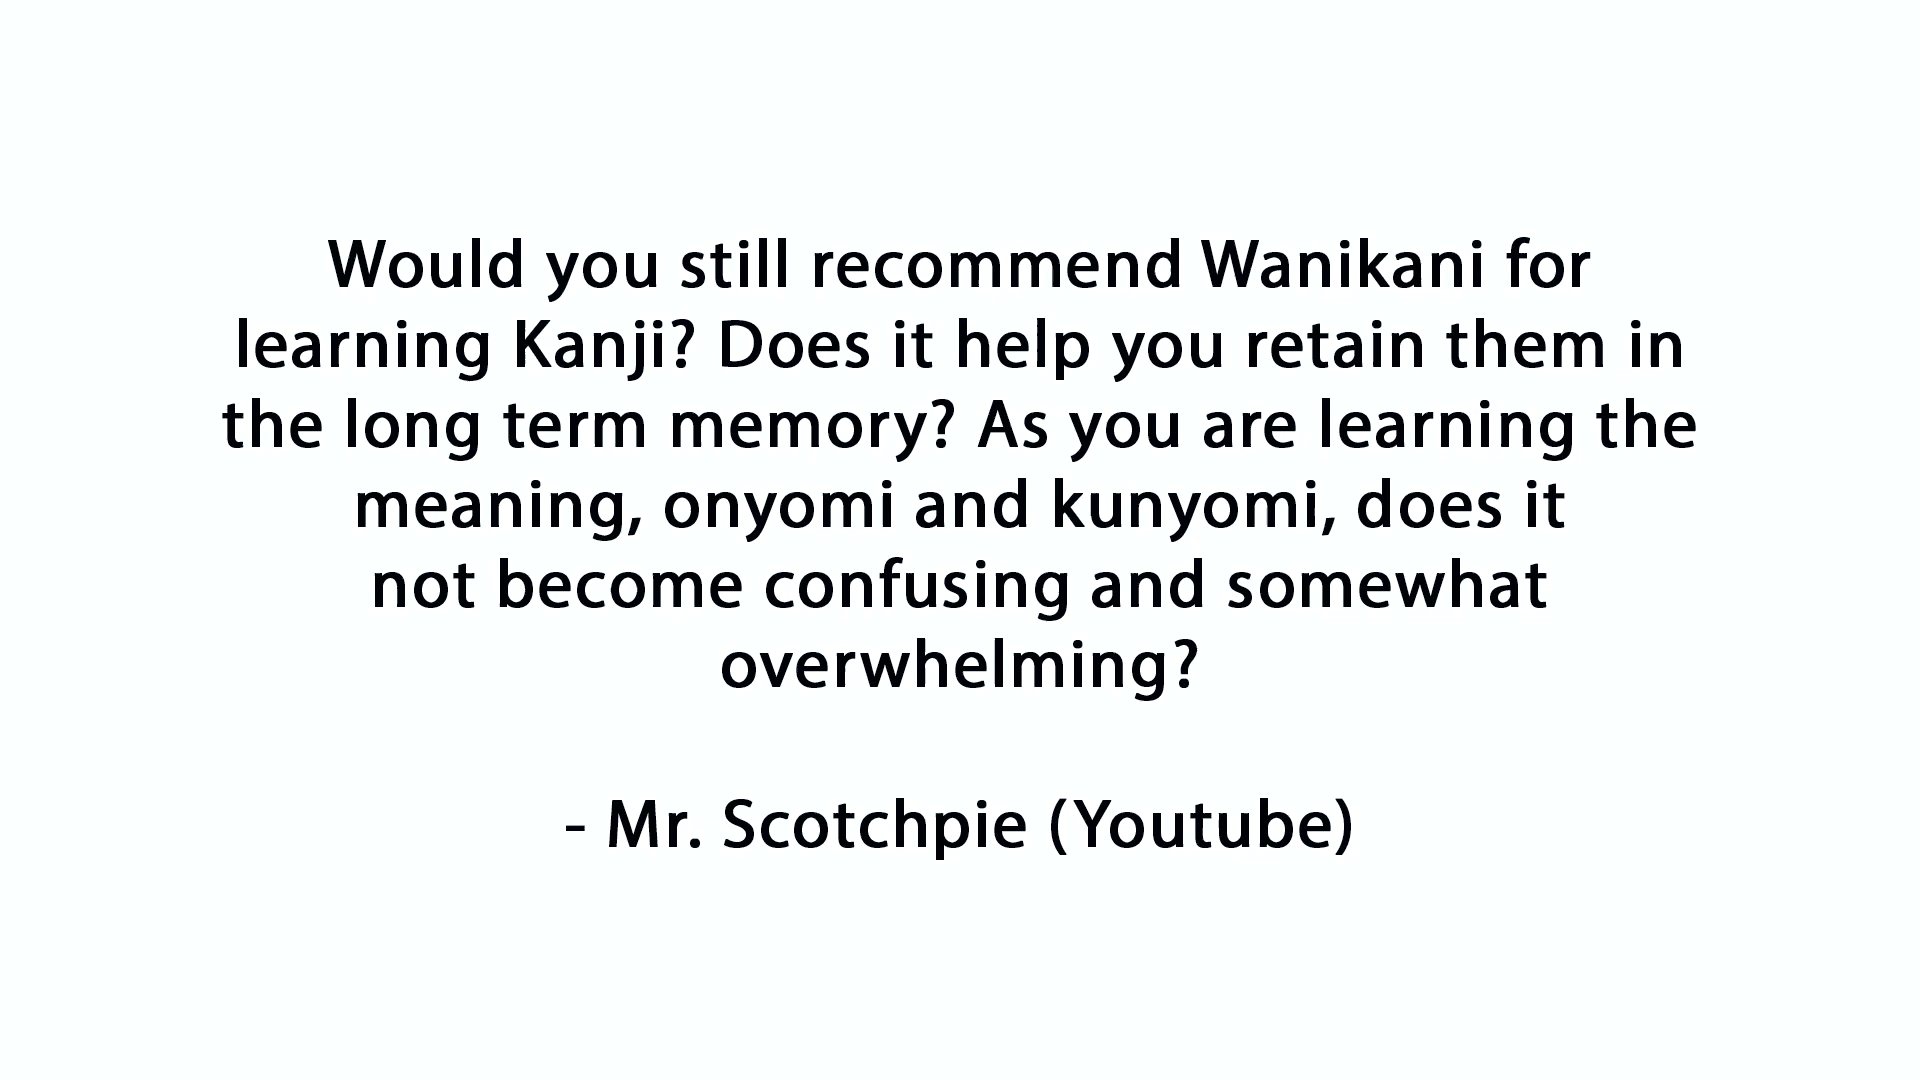 Would you still recommend Wanikani for
learning Kanji? Does it help you retain them in
the long term memory? As you are learning the
meaning, onyomi and kunyomi, does it
not become confusing and somewhat
overwhelming?
- Mr. Scotchpie (Youtube)